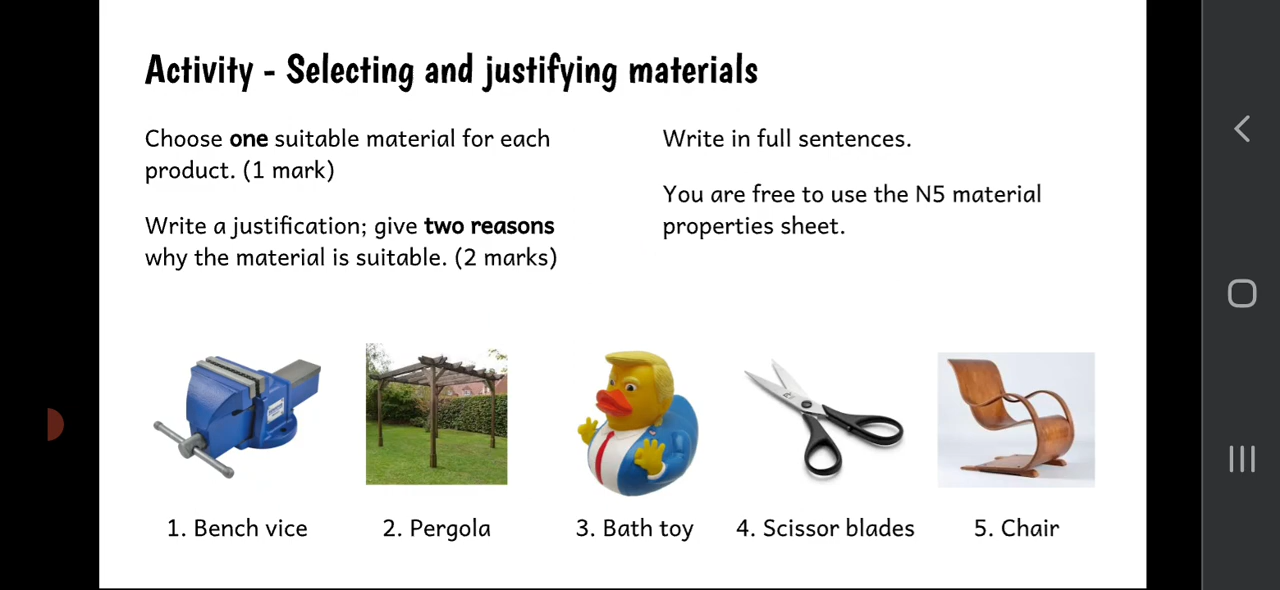 Activity - Selecting and justifying materials
Choose one suitable material for each
product. (1 mark)
Write a justification; give two reasons
why the material is suitable. (2 marks)
Write in full sentences.
You are free to use the N5 material
properties sheet.
1. Bench vice
2. Pergola
3. Bath toy
4. Scissor blades
5. Chair